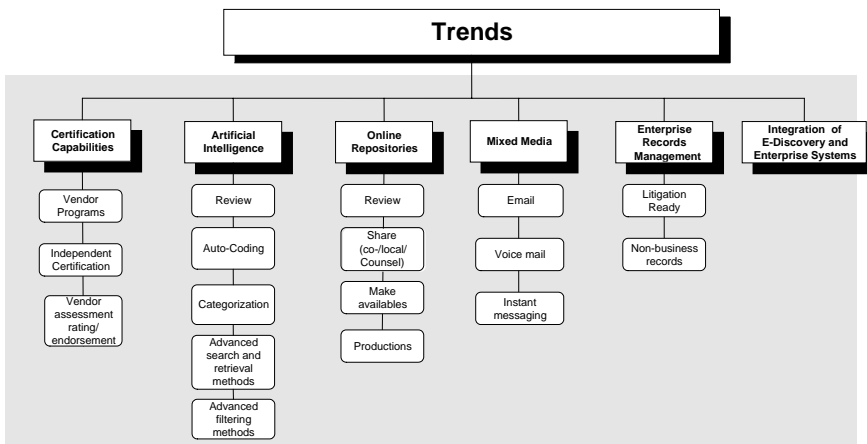 Trends
Certification
Capabilities
Vendor
Programs
Independent
Certification
Vendor
assessment
rating/
endorsement
Artificial
Intelligence
Review
Auto-Coding
Categorization
Advanced
search and
retrieval
methods
Advanced
filtering
methods
Online
Repositories
Review
Share
(co-/local/
Counsel)
Make
availables
Productions
Mixed Media
Email
Voice mail
Instant
messaging
Enterprise
Records
Management
Litigation
Ready
Non-business
records
Integration of
E-Discovery and
Enterprise Systems